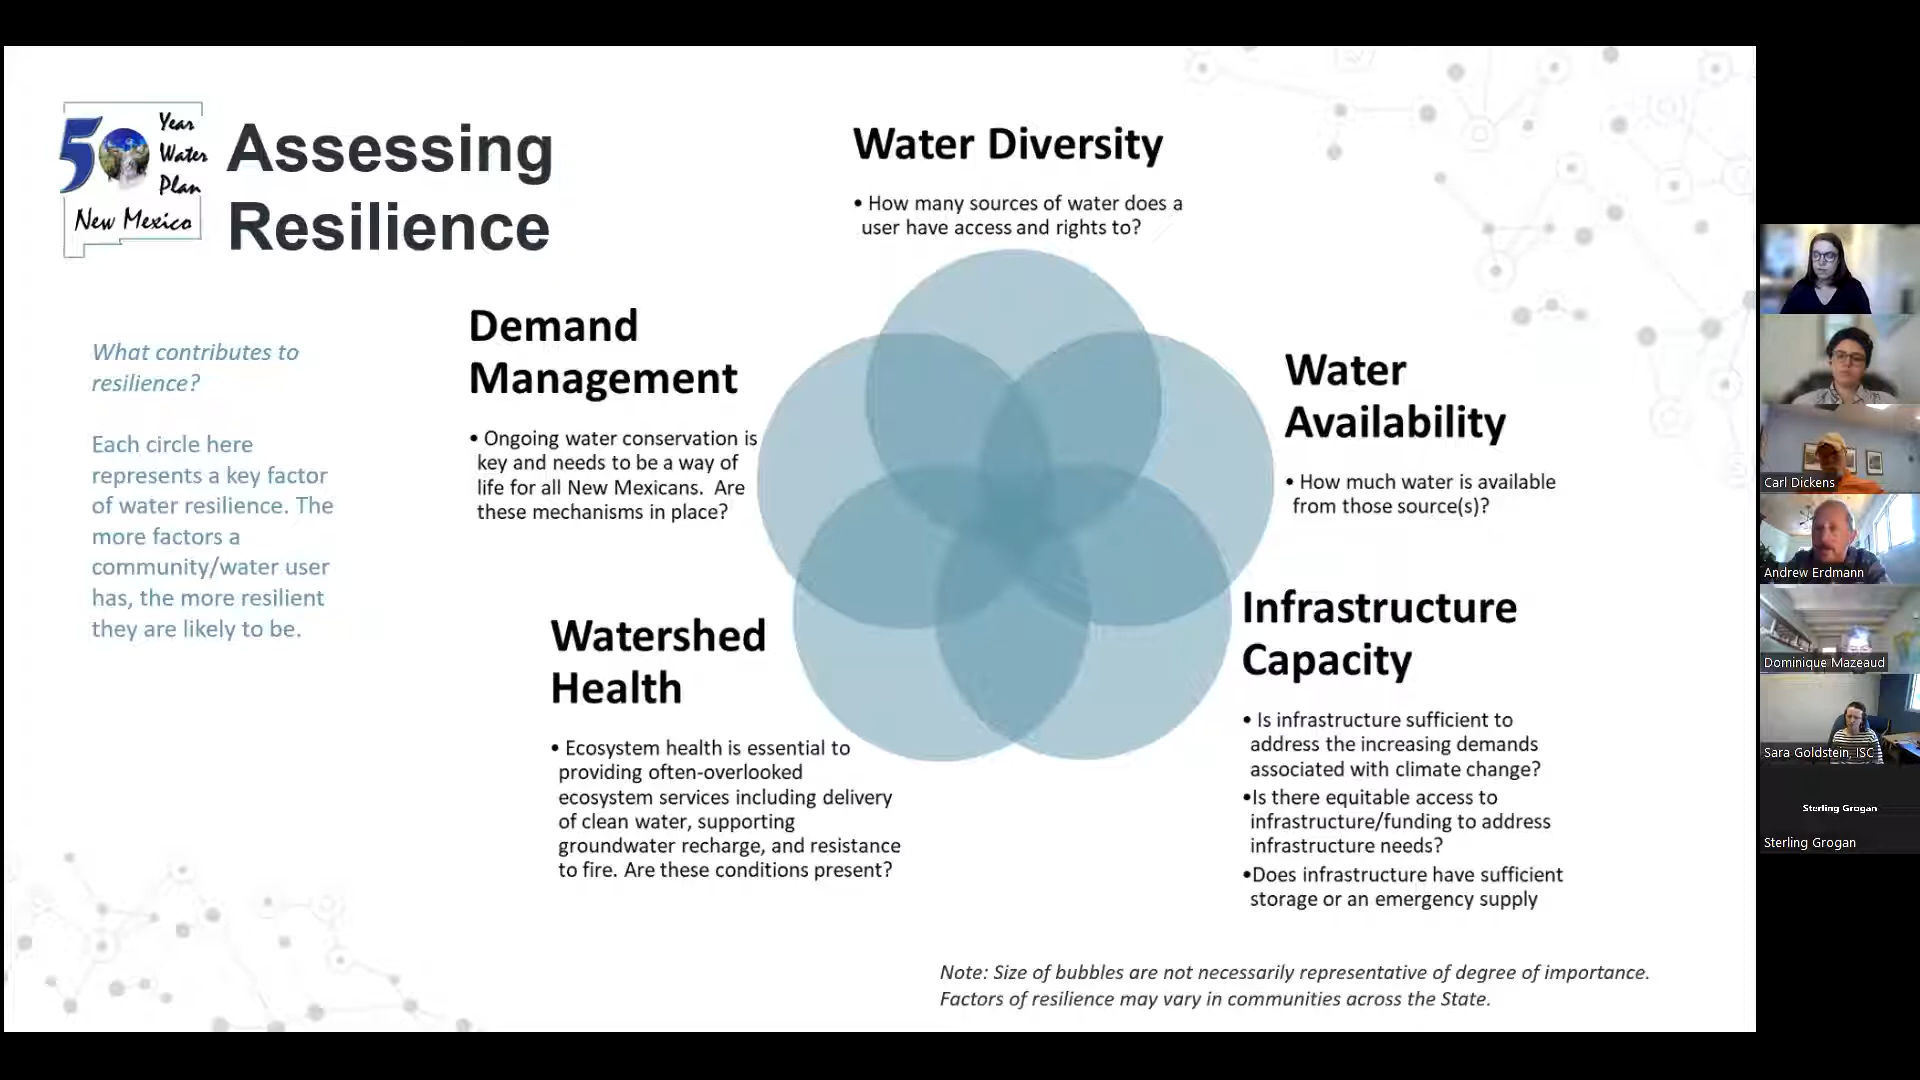 50
Year
Water
Plan
New Mexico
Assessing
Resilience
What contributes to
resilience?
Each circle here
represents a key factor
of water resilience. The
more factors a
community/water user
has, the more resilient
they are likely to be.
Water Diversity
• How many sources of water does a
user have access and rights to?
Demand
Management
• Ongoing water conservation is
key and needs to be a way of
life for all New Mexicans. Are
these mechanisms in place?
Water
Availability
• How much water is available
from those source(s)?
Watershed
Health
• Ecosystem health is essential to
providing often-overlooked
ecosystem services including delivery
of clean water, supporting
groundwater recharge, and resistance
to fire. Are these conditions present?
Infrastructure
Capacity
• Is infrastructure sufficient to
address the increasing demands
associated with climate change?
•Is there equitable access to
infrastructure/funding to address
infrastructure needs?
•Does infrastructure have sufficient
storage or an emergency supply
Note: Size of bubbles are not necessarily representative of degree of importance.
Factors of resilience may vary in communities across the State.
Carl Dickens
Andrew Erdmann
Dominique Mazeaud
Sara Goldstein, ISC
Sterling Grogan
Sterling Grogan